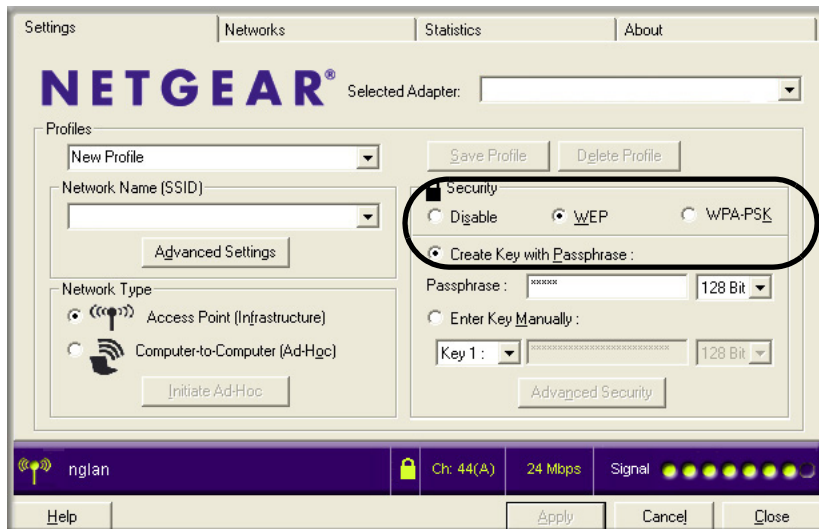 Settings
Networks
Statistics
About
NETGEAR®
Selected Adapter:
Profiles
New Profile
Save Profile
Delete Profile
Network Name (SSID)
Advanced Settings
Security
Disable
WEP
WPA-PSK
Create Key with Passphrase :
Passphrase :
xxxxx
128 Bit
Enter Key Manually :
Key 1 :
xxxxxxxxxxxxxxxxxxxxxxxxxx
128 Bit
Advanced Security
Network Type
Access Point (Infrastructure)
Computer-to-Computer (Ad-Hoc)
Initiate Ad-Hoc
nglan
Ch: 44(A)
24 Mbps
Signal
Help
Apply
Cancel
Close